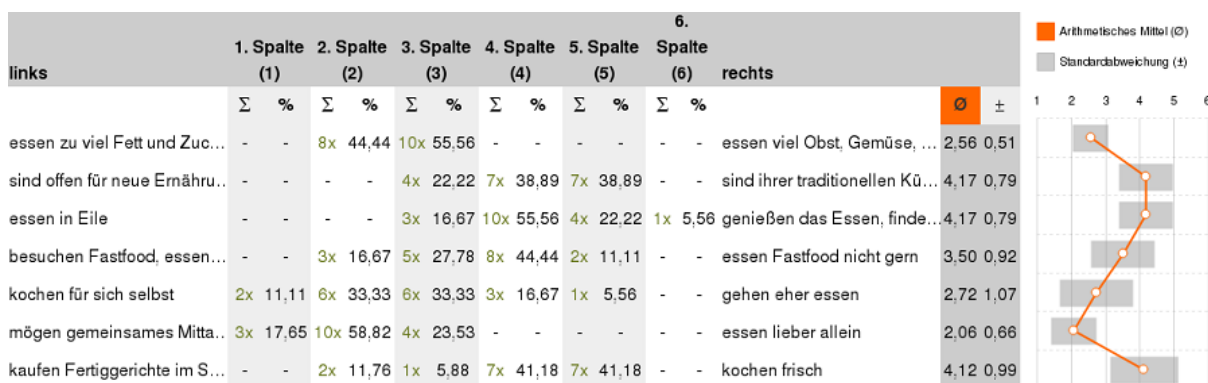 links 1. Spalte (1) 2. Spalte (2) 3. Spalte (3) 4. Spalte (4) 5. Spalte (5) 6. Spalte (6) rechts
Σ % Σ % Σ % Σ % Σ % Σ % Ø ±
essen zu viel Fett und Zuc... - - 8x 44,44 10x 55,56 - - - - - - essen viel Obst, Gemüse, ... 2,56 0,51
sind offen für neue Ernähru... - - - - 4x 22,22 7x 38,89 7x 38,89 - - sind ihrer traditionellen Kü... 4,17 0,79
essen in Eile - - - - 3x 16,67 10x 55,56 4x 22,22 1x 5,56 genießen das Essen, finde... 4,17 0,79
besuchen Fastfood, essen... - - 3x 16,67 5x 27,78 8x 44,44 2x 11,11 - - essen Fastfood nicht gern 3,50 0,92
kochen für sich selbst 2x 11,11 6x 33,33 6x 33,33 3x 16,67 1x 5,56 - - gehen eher essen 2,72 1,07
mögen gemeinsames Mitta... 3x 17,65 10x 58,82 4x 23,53 - - - - - - essen lieber allein 2,06 0,66
kaufen Fertiggerichte im S... - - 2x 11,76 1x 5,88 7x 41,18 7x 41,18 - - kochen frisch 4,12 0,99
Arithmetisches Mittel (Ø)
Standardabweichung (±)
1 2 3 4 5 6